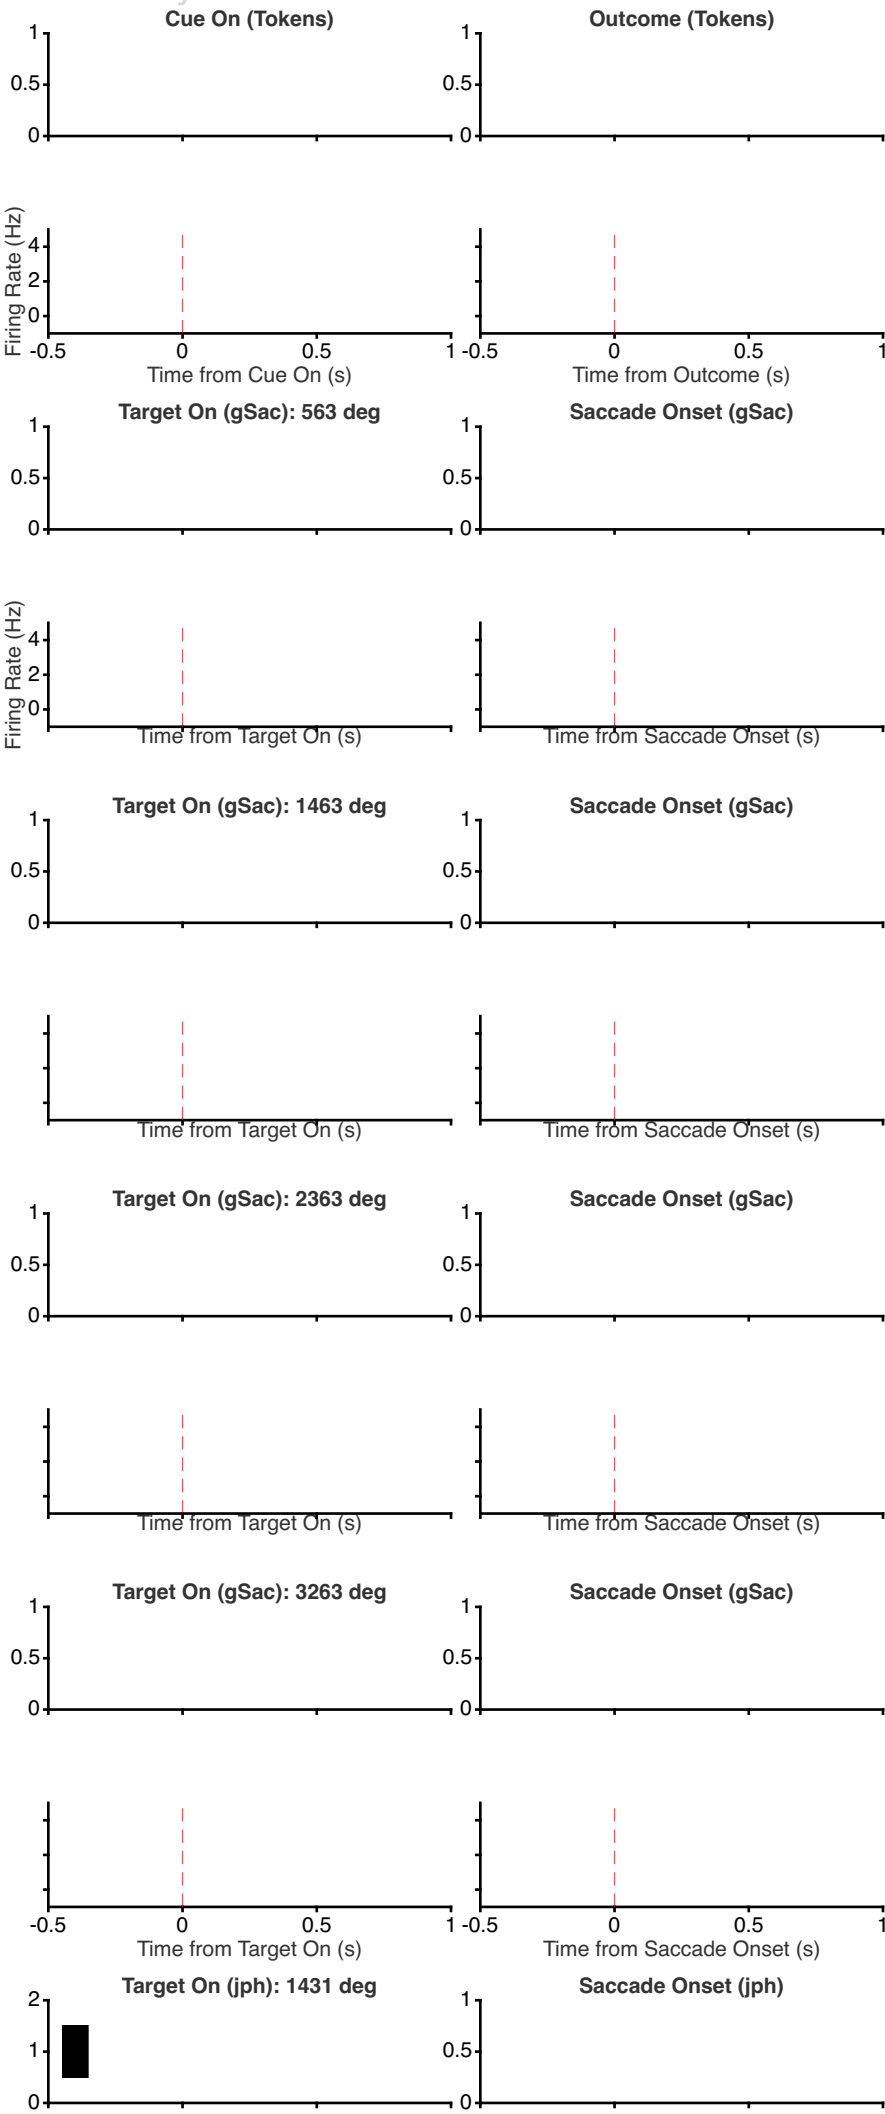 Cue On (Tokens) Outcome (Tokens)
1 1
0.5 0.5
0 0
Firing Rate (Hz)
4
2
0
-0.5 0 0.5 1 -0.5 0 0.5 1
Time from Cue On (s) Time from Outcome (s)
Target On (gSac): 563 deg Saccade Onset (gSac)
1 1
0.5 0.5
0 0
Firing Rate (Hz)
4
2
0
Time from Target On (s) Time from Saccade Onset (s)
Target On (gSac): 1463 deg Saccade Onset (gSac)
1 1
0.5 0.5
0 0
Time from Target On (s) Time from Saccade Onset (s)
Target On (gSac): 2363 deg Saccade Onset (gSac)
1 1
0.5 0.5
0 0
Time from Target On (s) Time from Saccade Onset (s)
Target On (gSac): 3263 deg Saccade Onset (gSac)
1 1
0.5 0.5
0 0
-0.5 0 0.5 1 -0.5 0 0.5 1
Time from Target On (s) Time from Saccade Onset (s)
Target On (jph): 1431 deg Saccade Onset (jph)
2 1
1 0.5
0 0